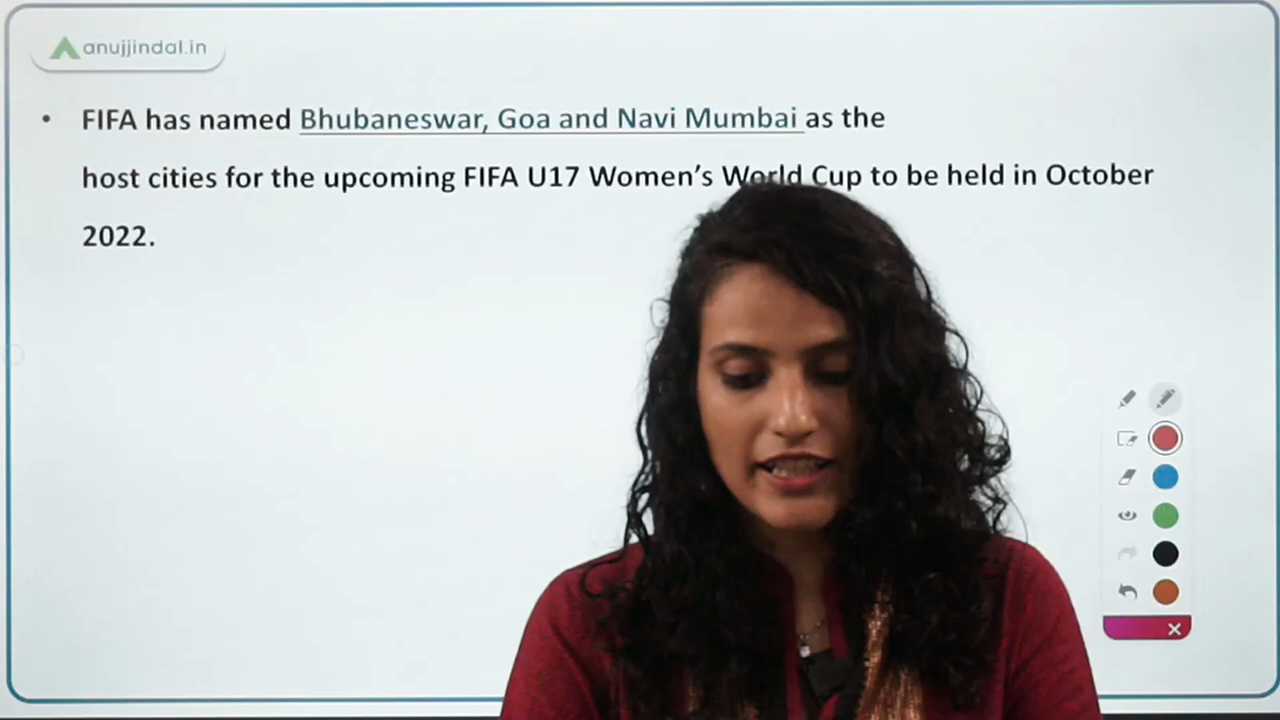 anujjindal.in
• FIFA has named Bhubaneswar, Goa and Navi Mumbai as the
host cities for the upcoming FIFA U17 Women’s World Cup to be held in October
2022.